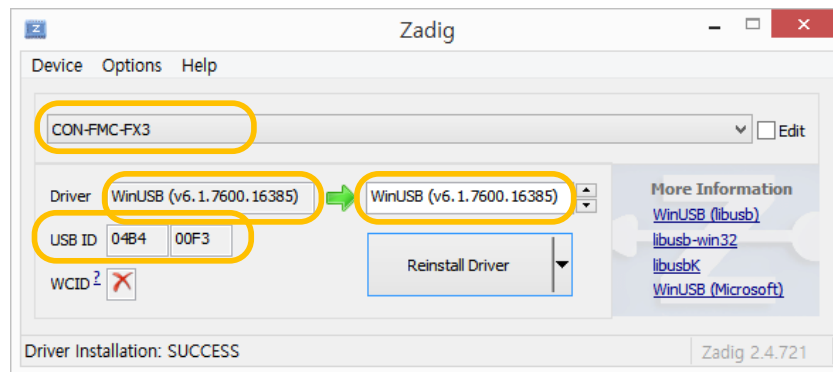 Zadig
Device Options Help
CON-FMC-FX3
Edit
Driver WinUSB (v6.1.7600.16385) WinUSB (v6.1.7600.16385)
USB ID 04B4 00F3
WCID ?
Reinstall Driver
More Information
WinUSB (libusb)
libusb-win32
libusbK
WinUSB (Microsoft)
Driver Installation: SUCCESS
Zadig 2.4.721